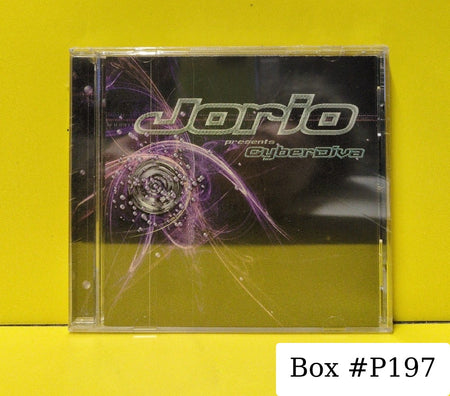 Jorio
presents
Cyberdiva
Box #P197